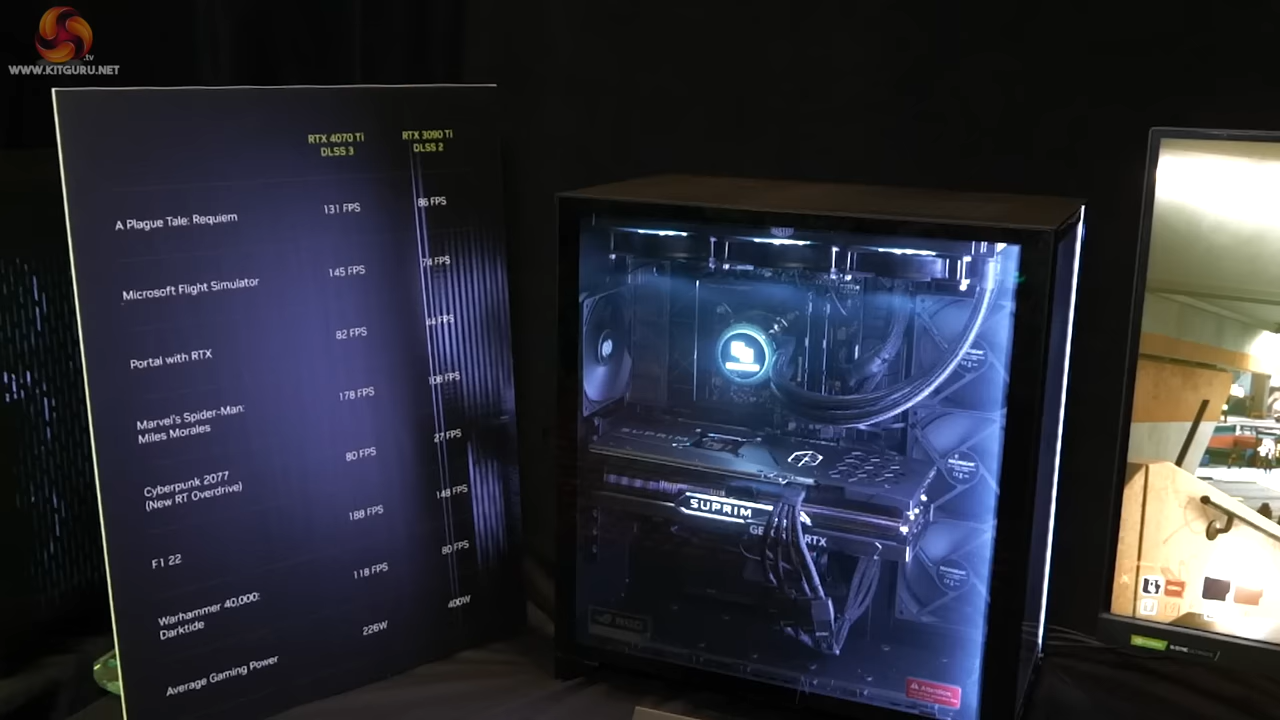 .tv
WWW.KITGURU.NET
RTX 4070 Ti
DLSS 3
RTX 3090 Ti
DLSS 2
A Plague Tale: Requiem 131 FPS 86 FPS
Microsoft Flight Simulator 145 FPS 74 FPS
Portal with RTX 82 FPS 44 FPS
Marvel's Spider-Man:
Miles Morales 178 FPS 108 FPS
Cyberpunk 2077
(New RT Overdrive) 80 FPS 27 FPS
F1 22 188 FPS 148 FPS
Warhammer 40,000:
Darktide 118 FPS 80 FPS
Average Gaming Power 226W 400W
SUPRIM
SUPRIM
RTX
Attention